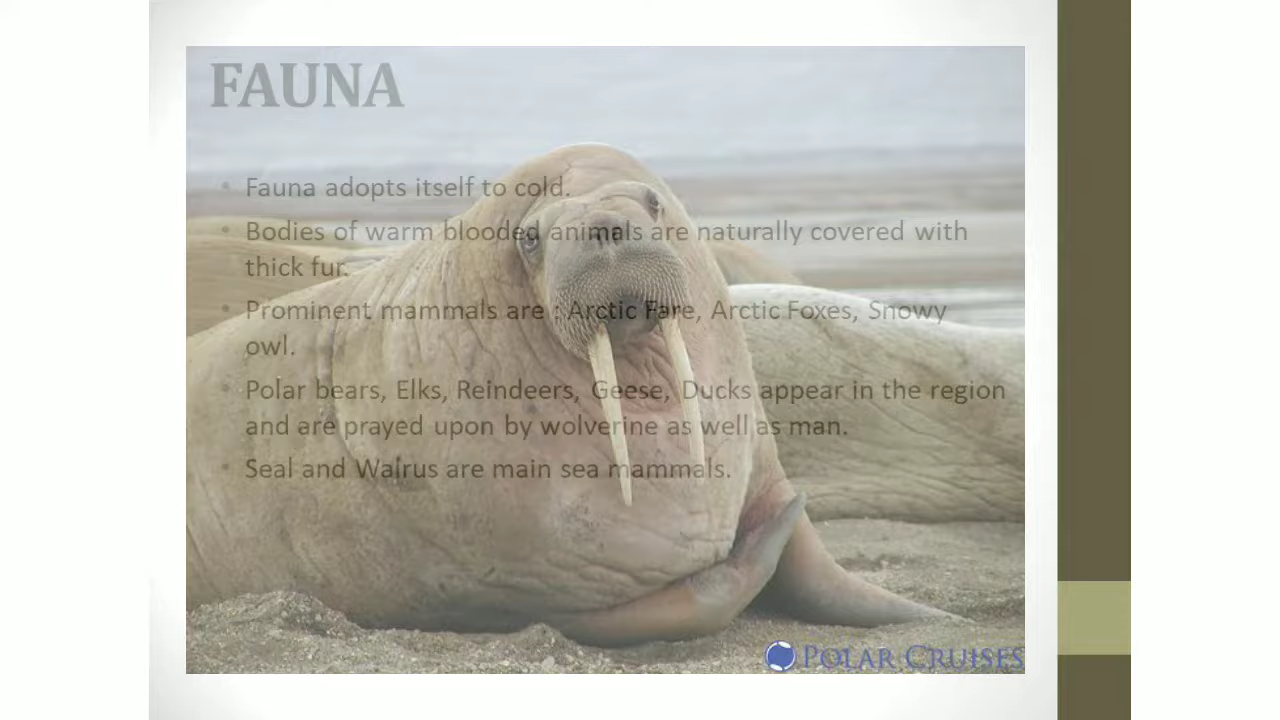 FAUNA
Fauna adopts itself to cold.
Bodies of warm blooded animals are naturally covered with
thick fur.
Prominent mammals are : Arctic Fare, Arctic Foxes, Snowy
owl.
Polar bears, Elks, Reindeers, Geese, Ducks appear in the region
and are prayed upon by wolverine as well as man.
Seal and Walrus are main sea mammals.
POLAR CRUISES